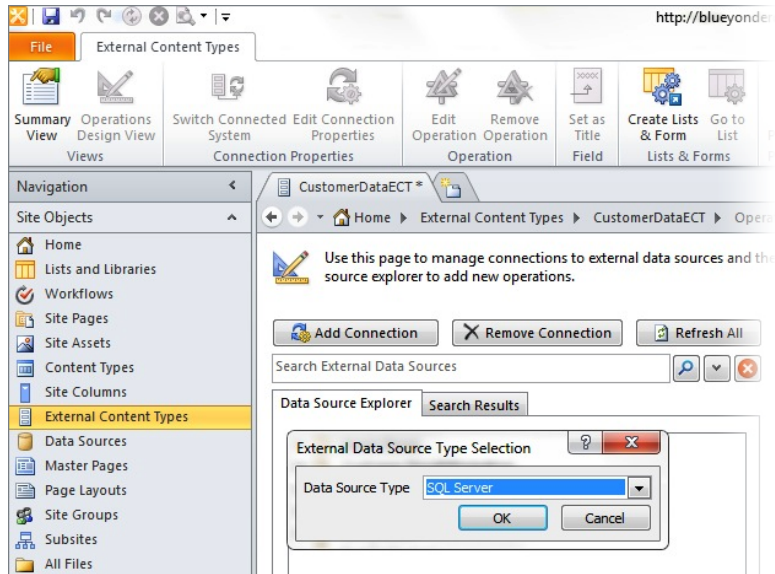 http://blueyonder
File
External Content Types
Summary View
Operations Design View
Switch Connected System
Edit Connection Properties
Edit Operation
Remove Operation
Set as Title
Create Lists & Form
Go to List
Views
Connection Properties
Operation
Field
Lists & Forms
Navigation
CustomerDataECT *
Site Objects
Home
External Content Types
CustomerDataECT
Home
Lists and Libraries
Workflows
Site Pages
Site Assets
Content Types
Site Columns
External Content Types
Data Sources
Master Pages
Page Layouts
Site Groups
Subsites
All Files
Use this page to manage connections to external data sources and the
source explorer to add new operations.
Add Connection
Remove Connection
Refresh All
Search External Data Sources
Data Source Explorer
Search Results
External Data Source Type Selection
Data Source Type
SQL Server
OK
Cancel